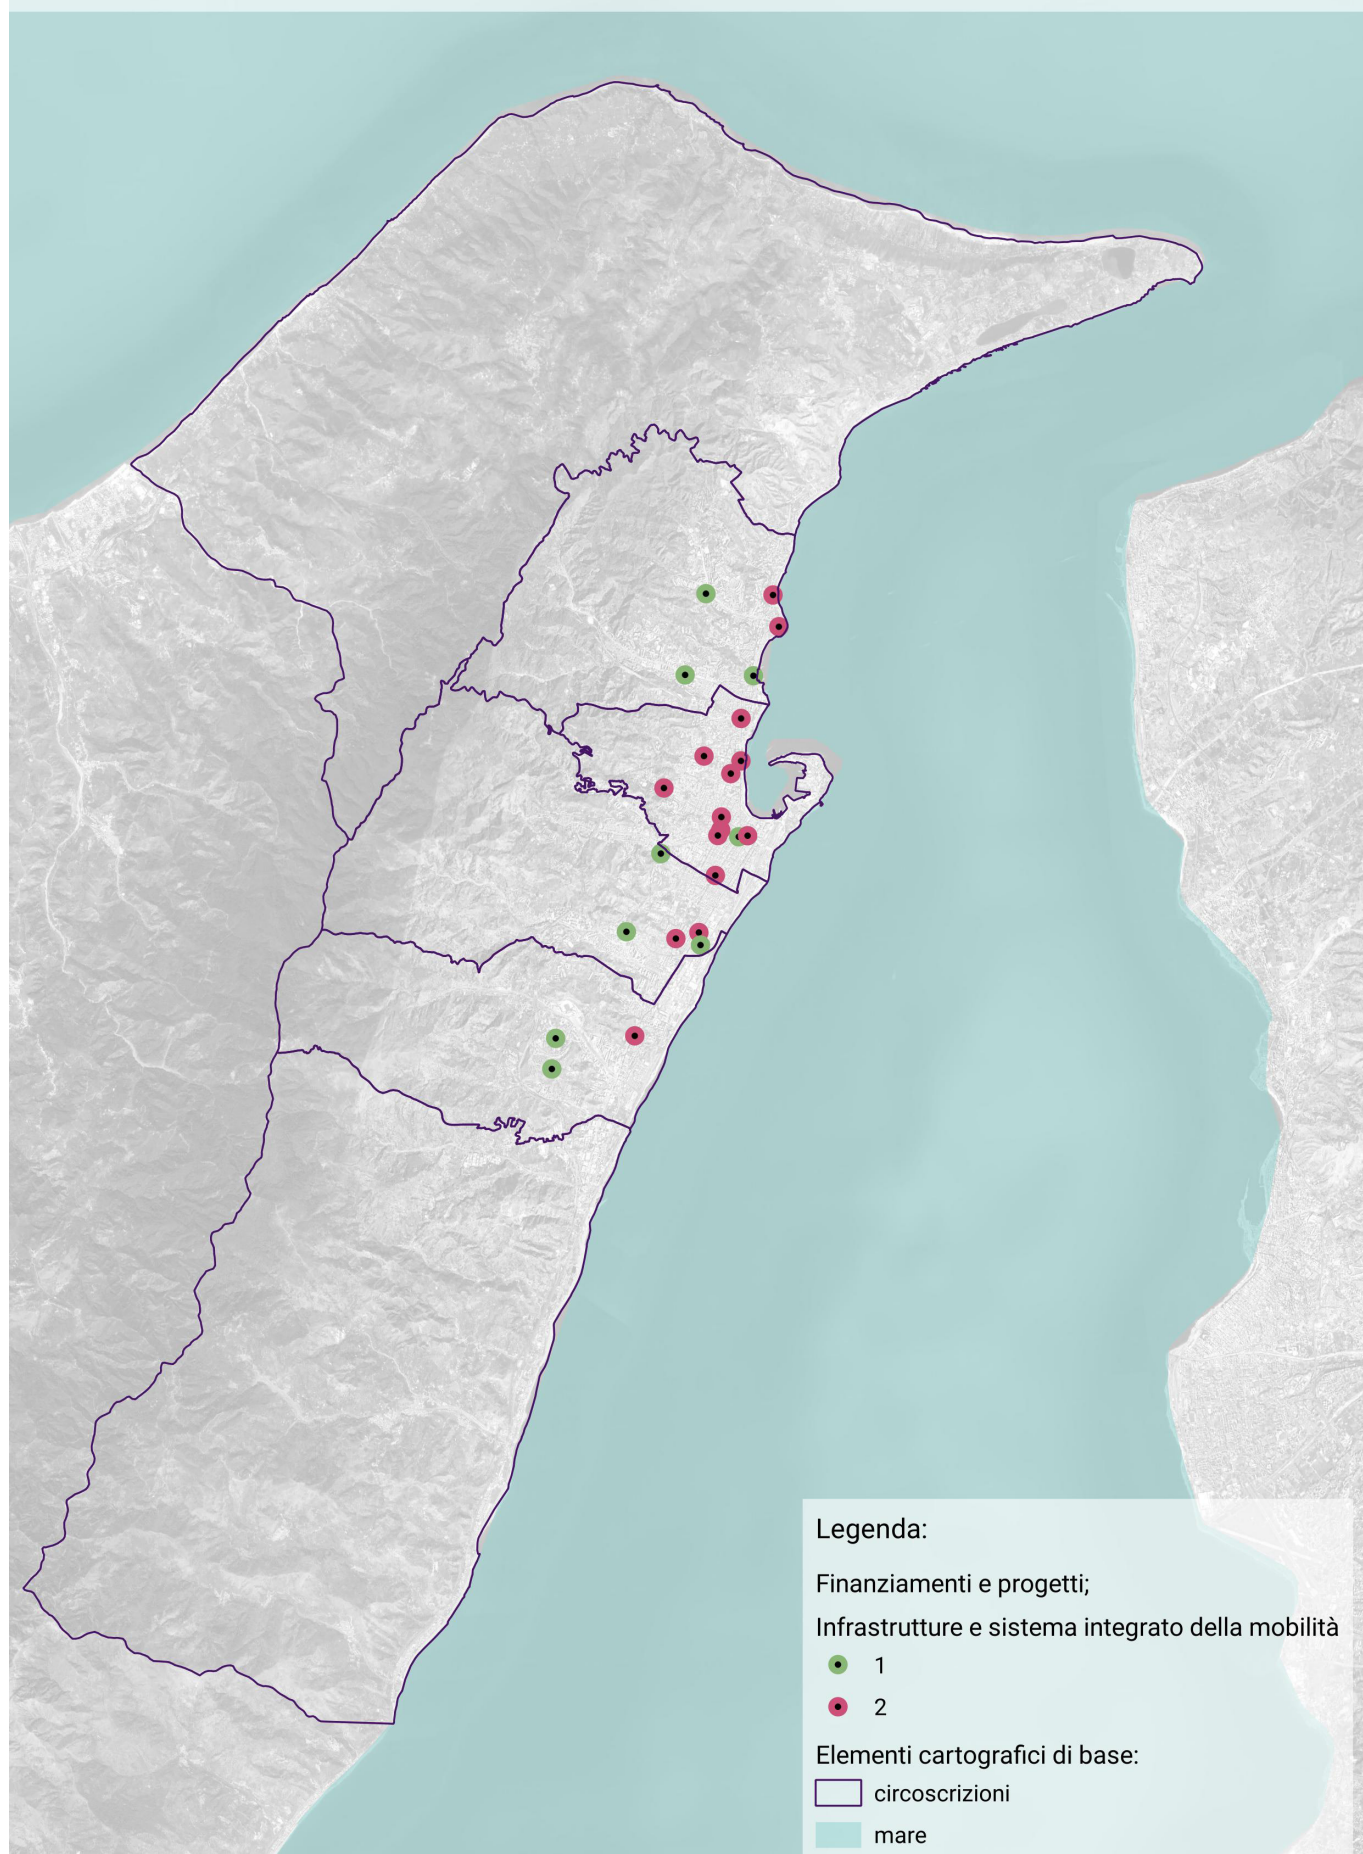 Legenda:
Finanziamenti e progetti;
Infrastrutture e sistema integrato della mobilità
1
2
Elementi cartografici di base:
circoscrizioni
mare